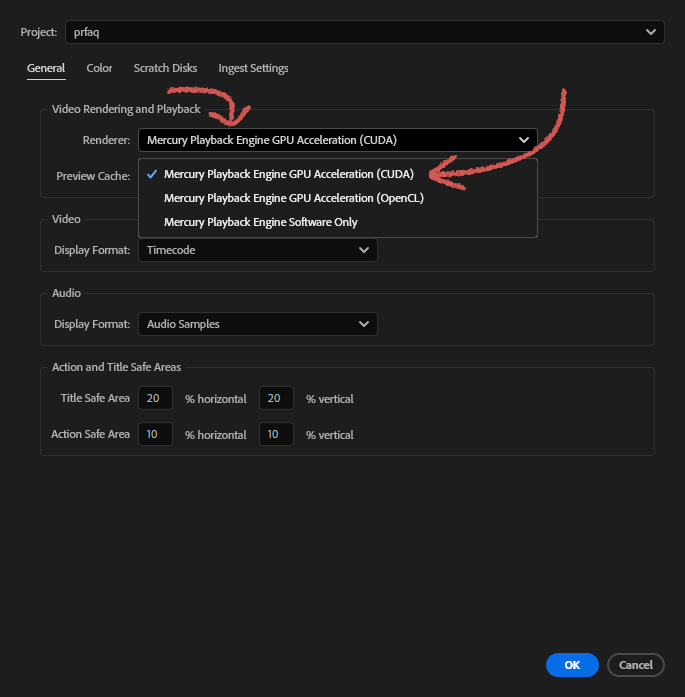 Project: prfaq
General Color Scratch Disks Ingest Settings
Video Rendering and Playback
Renderer: Mercury Playback Engine GPU Acceleration (CUDA)
Preview Cache: Mercury Playback Engine GPU Acceleration (CUDA)
Mercury Playback Engine GPU Acceleration (OpenCL)
Mercury Playback Engine Software Only
Video
Display Format: Timecode
Audio
Display Format: Audio Samples
Action and Title Safe Areas
Title Safe Area 20 % horizontal 20 % vertical
Action Safe Area 10 % horizontal 10 % vertical
OK Cancel